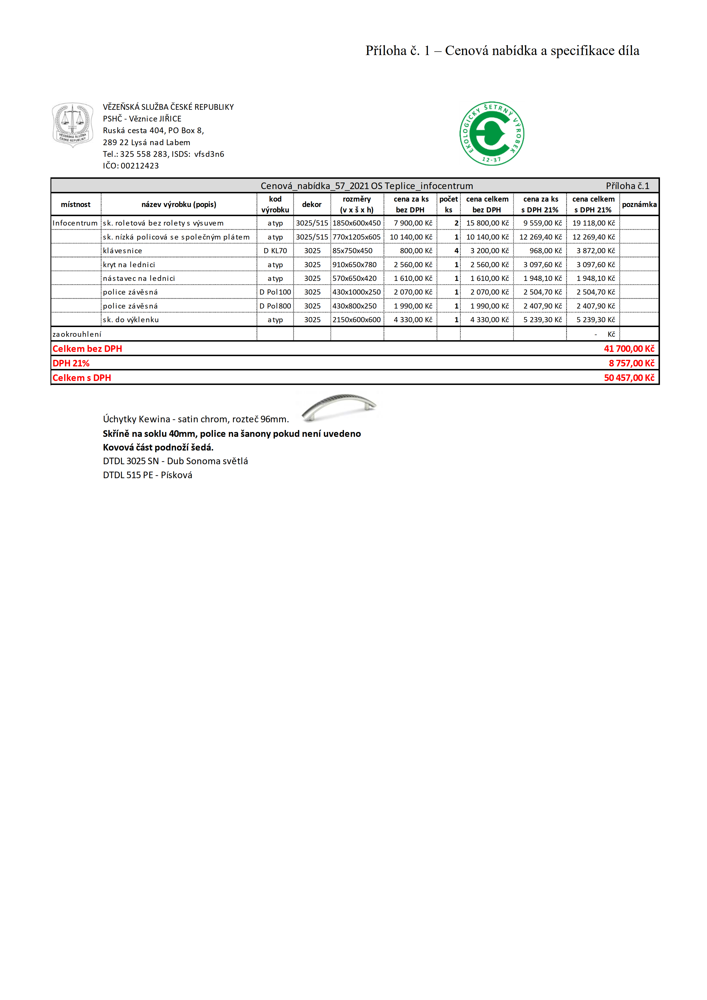 Příloha č. 1 – Cenová nabídka a specifikace díla
VĚZEŇSKÁ SLUŽBA ČESKÉ REPUBLIKY
PSHČ - Věznice JIŘICE
Ruská cesta 404, PO Box 8,
289 22 Lysá nad Labem
Tel.: 325 558 283, ISDS: vfsd3n6
IČO: 00212423
VĚZEŇSKÁ SLUŽBA
ČESKÉ REPUBLIKY
EKOLOGICKY ŠETRNÝ VÝROBEK
12-37
Cenová_nabídka_57_2021 OS Teplice_infocentrum Příloha č.1
místnost název výrobku (popis) kod výrobku dekor rozměry (v x š x h) cena za ks bez DPH počet ks cena celkem bez DPH cena za ks s DPH 21% cena celkem s DPH 21% poznámka
Infocentrum sk. roletová bez rolety s výsuvem atyp 3025/515 1850x600x450 7 900,00 Kč 2 15 800,00 Kč 9 559,00 Kč 19 118,00 Kč
sk. nízká policová se společným plátem atyp 3025/515 770x1205x605 10 140,00 Kč 1 10 140,00 Kč 12 269,40 Kč 12 269,40 Kč
klávesnice D KL70 3025 85x750x450 800,00 Kč 4 3 200,00 Kč 968,00 Kč 3 872,00 Kč
kryt na lednici atyp 3025 910x650x780 2 560,00 Kč 1 2 560,00 Kč 3 097,60 Kč 3 097,60 Kč
nástavec na lednici atyp 3025 570x650x420 1 610,00 Kč 1 1 610,00 Kč 1 948,10 Kč 1 948,10 Kč
police závěsná D Pol100 3025 430x1000x250 2 070,00 Kč 1 2 070,00 Kč 2 504,70 Kč 2 504,70 Kč
police závěsná D Pol800 3025 430x800x250 1 990,00 Kč 1 1 990,00 Kč 2 407,90 Kč 2 407,90 Kč
sk. do výklenku atyp 3025 2150x600x600 4 330,00 Kč 1 4 330,00 Kč 5 239,30 Kč 5 239,30 Kč
zaokrouhlení - Kč
Celkem bez DPH 41 700,00 Kč
DPH 21% 8 757,00 Kč
Celkem s DPH 50 457,00 Kč
Úchytky Kewina - satin chrom, rozteč 96mm.
Skříně na soklu 40mm, police na šanony pokud není uvedeno
Kovová část podnoží šedá.
DTDL 3025 SN - Dub Sonoma světlá
DTDL 515 PE - Písková